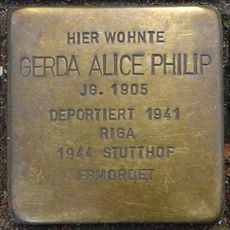 HIER WOHNTE
GERDA ALICE PHILIP
JG. 1905
DEPORTIERT 1941
RIGA
1944 STUTTHOF
ERMORDET